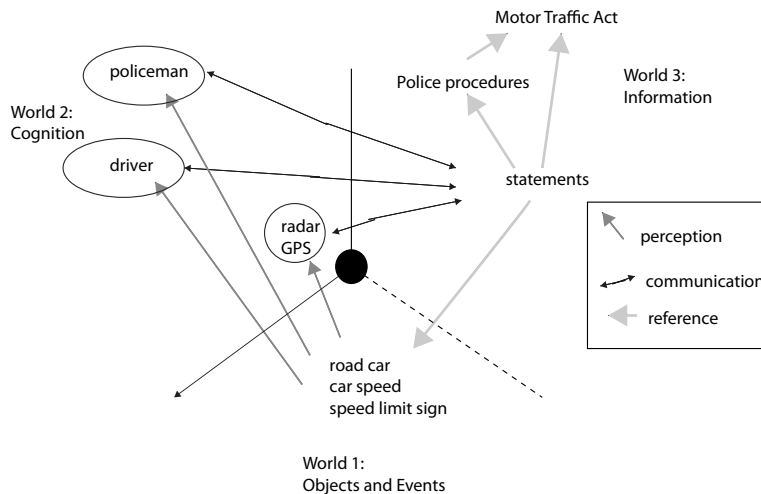 Motor Traffic Act
policeman
Police procedures
World 3:
Information
World 2:
Cognition
driver
statements
radar
GPS
perception
communication
reference
road car
car speed
speed limit sign
World 1:
Objects and Events